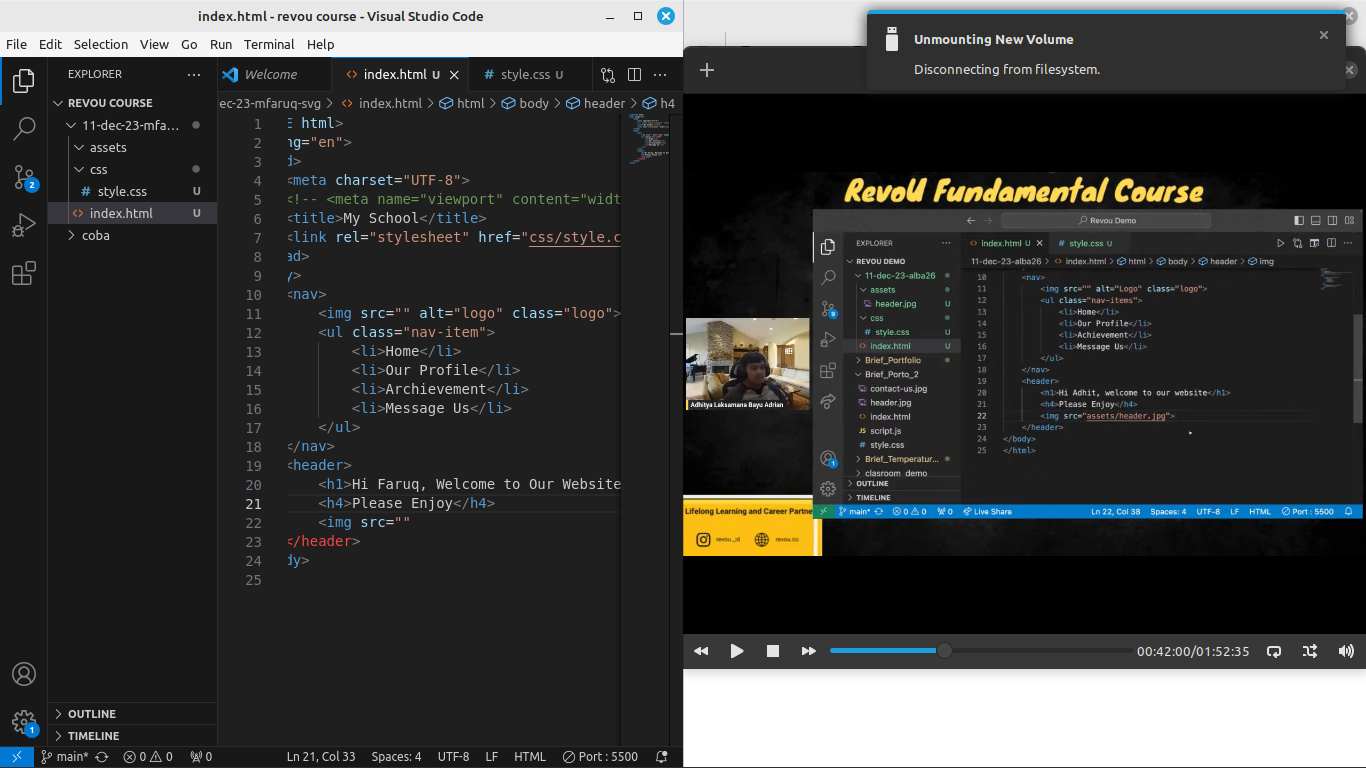 index.html - revou course - Visual Studio Code
File Edit Selection View Go Run Terminal Help
EXPLORER
REVOU COURSE
11-dec-23-mfa...
assets
css
# style.css U
<> index.html U
coba
OUTLINE
TIMELINE
Welcome
<> index.html U
# style.css U
ec-23-mfaruq-svg > <> index.html > html > body > header > h4
1 E html>
2 ng="en">
3 d>
4 <meta charset="UTF-8">
5 <!-- <meta name="viewport" content="widt
6 <title>My School</title>
7 <link rel="stylesheet" href="css/style.c
8 ad>
9 y>
10 <nav>
11 <img src="" alt="logo" class="logo">
12 <ul class="nav-item">
13 <li>Home</li>
14 <li>Our Profile</li>
15 <li>Archievement</li>
16 <li>Message Us</li>
17 </ul>
18 </nav>
19 <header>
20 <h1>Hi Faruq, Welcome to Our Website
21 <h4>Please Enjoy</h4>
22 <img src=""
23 </header>
24 dy>
25
2
1
main* 0 0 0 Ln 21, Col 33 Spaces: 4 UTF-8 LF HTML Port : 5500
Unmounting New Volume
Disconnecting from filesystem.
RevoU Fundamental Course
Revou Demo
EXPLORER
REVOU DEMO
11-dec-23-alba26
assets
header.jpg U
css
# style.css U
<> index.html U
Brief_Portfolio
Brief_Porto_2
contact-us.jpg
header.jpg
<> index.html
JS script.js
# style.css
Brief_Temperatur...
clasroom_demo
OUTLINE
TIMELINE
<> index.html U
# style.css U
11-dec-23-alba26 > <> index.html > html > body > header > img
10 <nav>
11 <img src="" alt="Logo" class="logo">
12 <ul class="nav-items">
13 <li>Home</li>
14 <li>Our Profile</li>
15 <li>Achievement</li>
16 <li>Message Us</li>
17 </ul>
18 </nav>
19 <header>
20 <h1>Hi Adhit, welcome to our website</h1>
21 <h4>Please Enjoy</h4>
22 <img src="assets/header.jpg">
23 </header>
24 </body>
25 </html>
main* 0 0 0 Live Share Ln 22, Col 38 Spaces: 4 UTF-8 LF HTML Port : 5500
Adhitya Laksamana Bayu Adrian
Lifelong Learning and Career Partne
revou_id revou.co
00:42:00/01:52:35